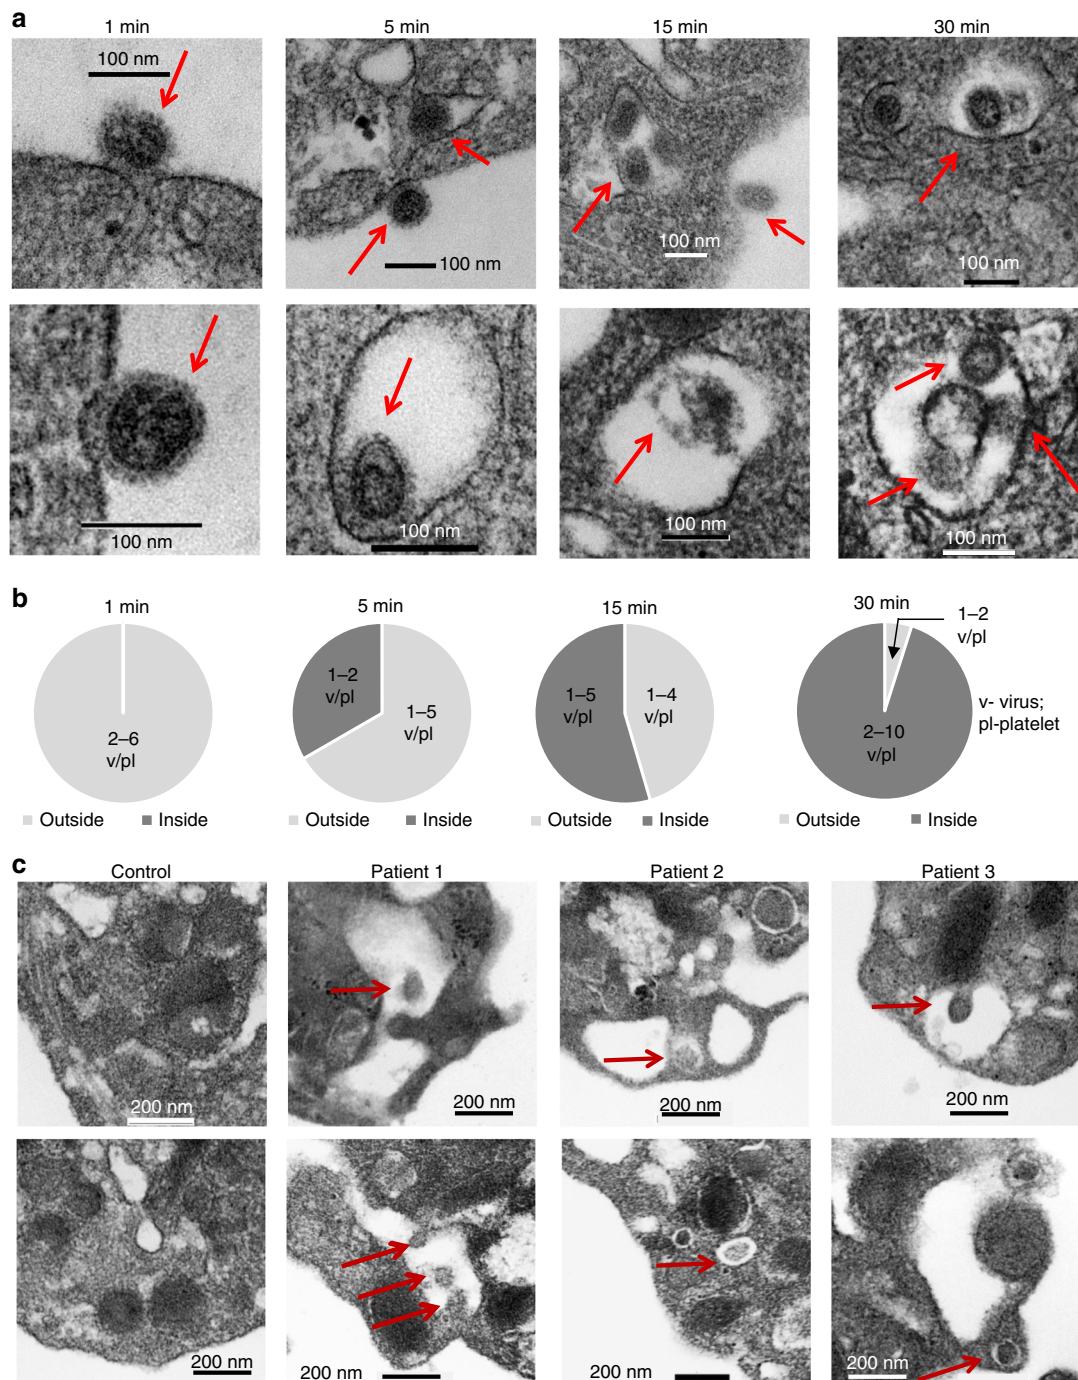 a
1 min
5 min
15 min
30 min
100 nm
100 nm
100 nm
100 nm
100 nm
100 nm
100 nm
100 nm
b
1 min
5 min
15 min
30 min
2–6
v/pl
1–2
v/pl
1–5
v/pl
1–5
v/pl
1–4
v/pl
1–2
v/pl
2–10
v/pl
v- virus;
pl-platelet
Outside Inside
Outside Inside
Outside Inside
Outside Inside
c
Control
Patient 1
Patient 2
Patient 3
200 nm
200 nm
200 nm
200 nm
200 nm
200 nm
200 nm
200 nm